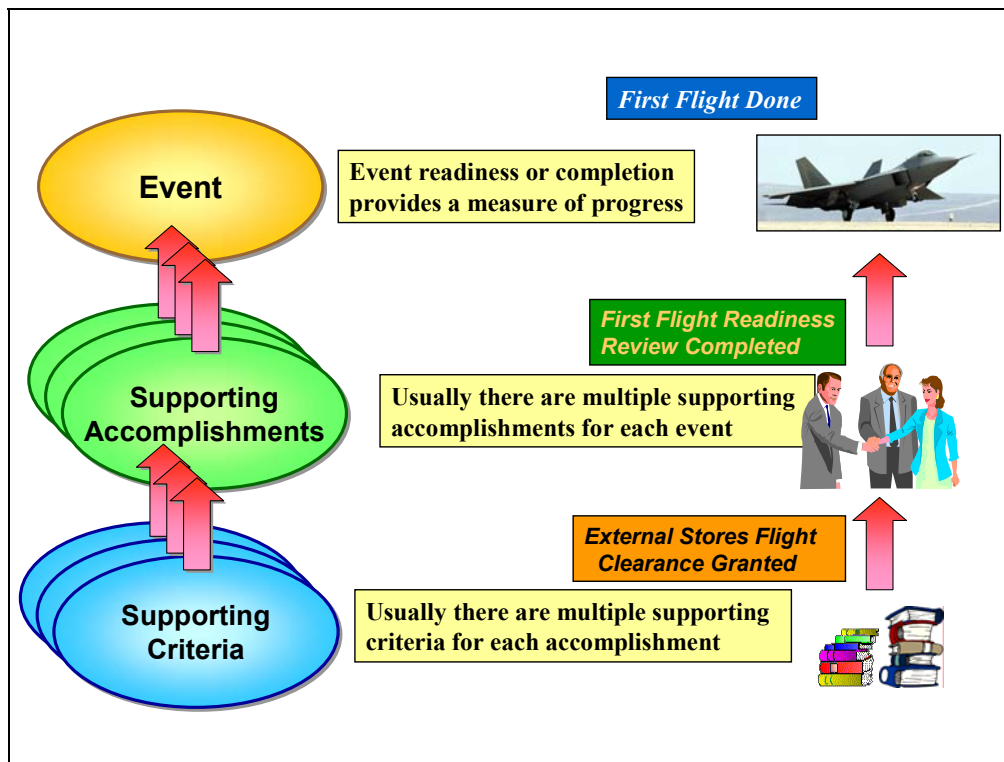 First Flight Done
Event
Event readiness or completion
provides a measure of progress
First Flight Readiness
Review Completed
Supporting
Accomplishments
Usually there are multiple supporting
accomplishments for each event
External Stores Flight
Clearance Granted
Supporting
Criteria
Usually there are multiple supporting
criteria for each accomplishment